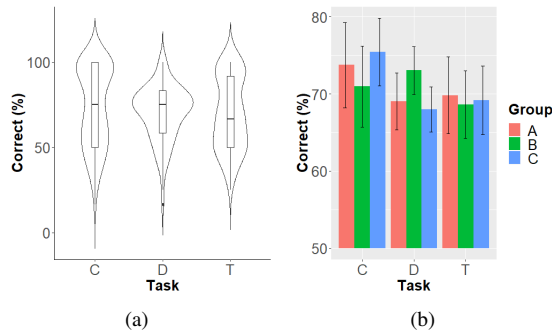 Correct (%)
100
50
0
C D T
Task
(a)
Correct (%)
80
70
60
50
C D T
Task
Group
A
B
C
(b)